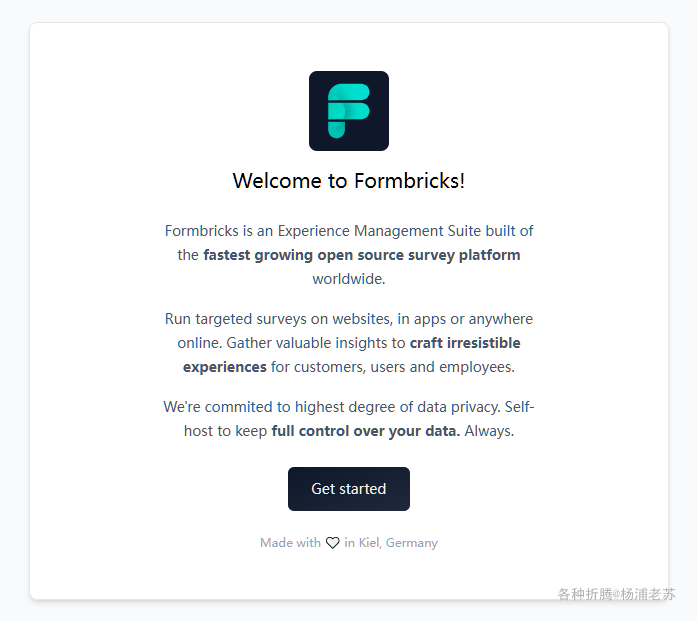 Welcome to Formbricks!
Formbricks is an Experience Management Suite built of
the fastest growing open source survey platform
worldwide.
Run targeted surveys on websites, in apps or anywhere
online. Gather valuable insights to craft irresistible
experiences for customers, users and employees.
We're commited to highest degree of data privacy. Self-
host to keep full control over your data. Always.
Get started
Made with ♡ in Kiel, Germany
各种折腾@杨浦老苏